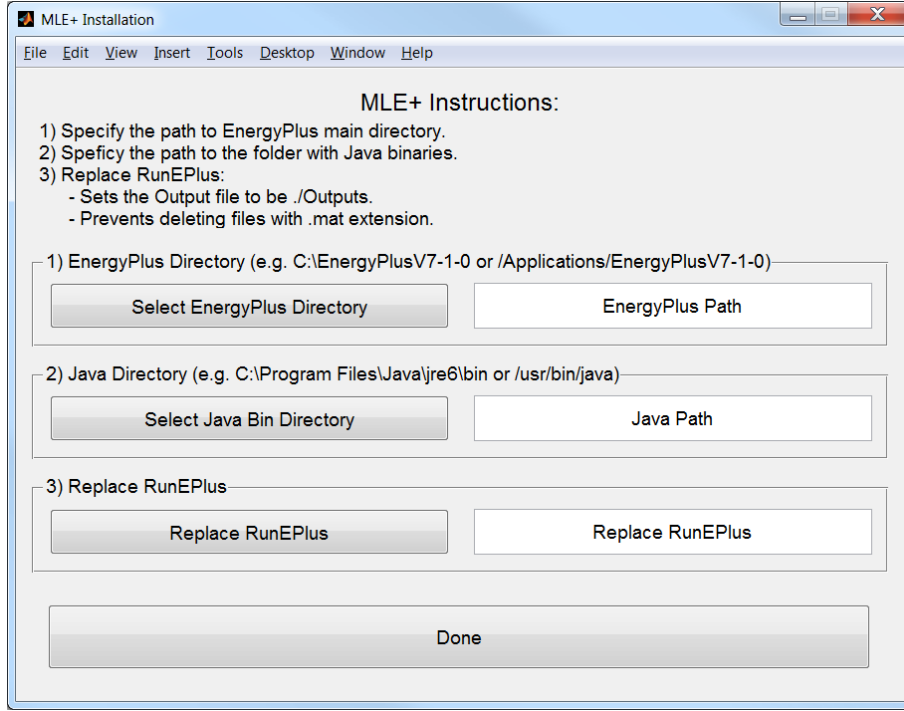 MLE+ Installation
File Edit View Insert Tools Desktop Window Help
MLE+ Instructions:
1) Specify the path to EnergyPlus main directory.
2) Speficy the path to the folder with Java binaries.
3) Replace RunEPlus:
- Sets the Output file to be ./Outputs.
- Prevents deleting files with .mat extension.
1) EnergyPlus Directory (e.g. C:\EnergyPlusV7-1-0 or /Applications/EnergyPlusV7-1-0)
Select EnergyPlus Directory EnergyPlus Path
2) Java Directory (e.g. C:\Program Files\Java\jre6\bin or /usr/bin/java)
Select Java Bin Directory Java Path
3) Replace RunEPlus
Replace RunEPlus Replace RunEPlus
Done